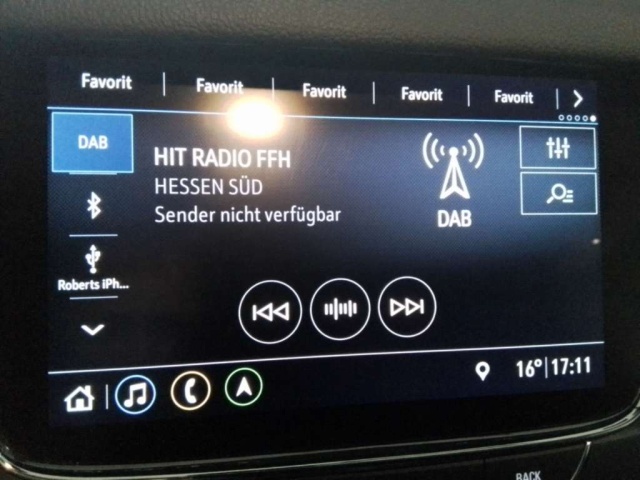 Favorit Favorit Favorit Favorit Favorit
DAB
HIT RADIO FFH
HESSEN SÜD
Sender nicht verfügbar
DAB
Roberts iPh...
16° 17:11
BACK